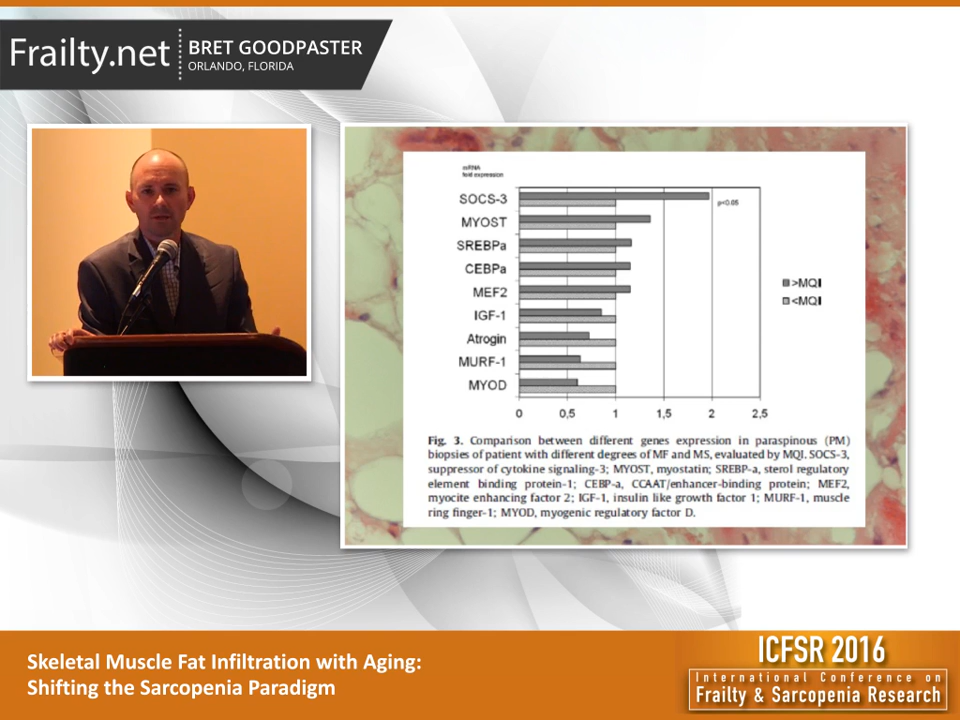 Frailty.net
BRET GOODPASTER
ORLANDO, FLORIDA
mRNA
fold expression
SOCS-3
MYOST
SREBPa
CEBPa
MEF2
IGF-1
Atrogin
MURF-1
MYOD
p<0.05
>MQI
<MQI
0 0,5 1 1,5 2 2,5
Fig. 3. Comparison between different genes expression in paraspinous (PM)
biopsies of patient with different degrees of MF and MS, evaluated by MQI. SOCS-3,
suppressor of cytokine signaling-3; MYOST, myostatin; SREBP-a, sterol regulatory
element binding protein-1; CEBP-a, CCAAT/enhancer-binding protein; MEF2,
myocite enhancing factor 2; IGF-1, insulin like growth factor 1; MURF-1, muscle
ring finger-1; MYOD, myogenic regulatory factor D.
Skeletal Muscle Fat Infiltration with Aging:
Shifting the Sarcopenia Paradigm
ICFSR 2016
International Conference on
Frailty & Sarcopenia Research